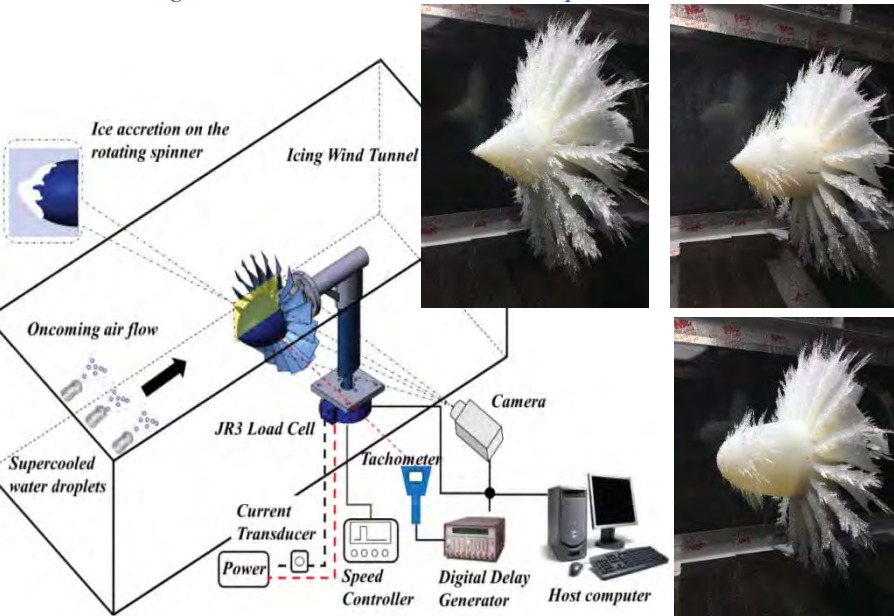 Ice accretion on the
rotating spinner
Icing Wind Tunnel
Oncoming air flow
Supercooled
water droplets
JR3 Load Cell
Camera
Tachometer
Current
Transducer
Power
Speed
Controller
Digital Delay
Generator
Host computer